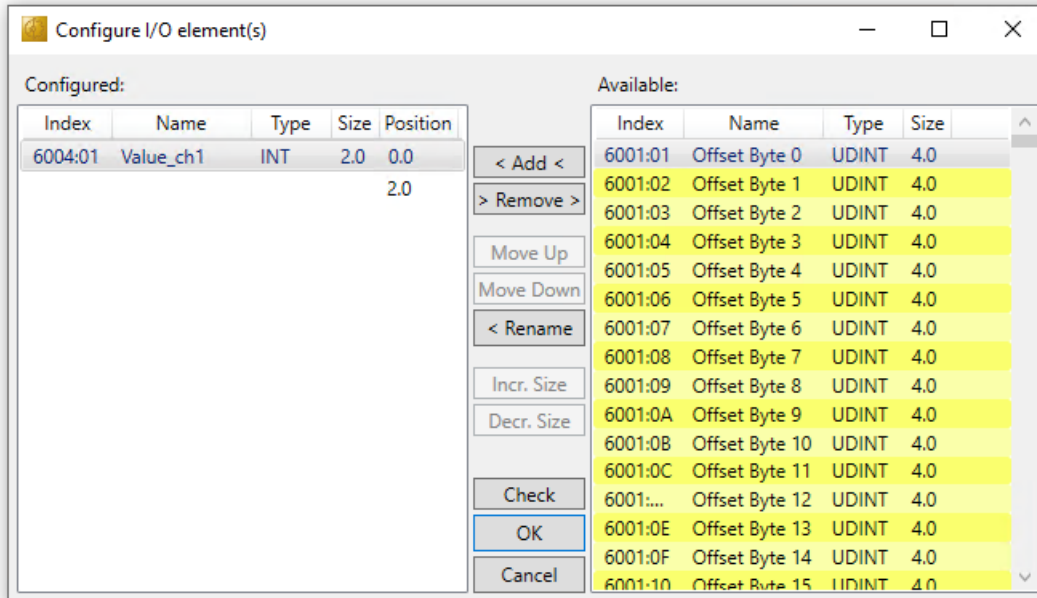 Configure I/O element(s)
Configured:
Index Name Type Size Position
6004:01 Value_ch1 INT 2.0 0.0
2.0
< Add <
> Remove >
Move Up
Move Down
< Rename
Incr. Size
Decr. Size
Check
OK
Cancel
Available:
Index Name Type Size
6001:01 Offset Byte 0 UDINT 4.0
6001:02 Offset Byte 1 UDINT 4.0
6001:03 Offset Byte 2 UDINT 4.0
6001:04 Offset Byte 3 UDINT 4.0
6001:05 Offset Byte 4 UDINT 4.0
6001:06 Offset Byte 5 UDINT 4.0
6001:07 Offset Byte 6 UDINT 4.0
6001:08 Offset Byte 7 UDINT 4.0
6001:09 Offset Byte 8 UDINT 4.0
6001:0A Offset Byte 9 UDINT 4.0
6001:0B Offset Byte 10 UDINT 4.0
6001:0C Offset Byte 11 UDINT 4.0
6001:... Offset Byte 12 UDINT 4.0
6001:0E Offset Byte 13 UDINT 4.0
6001:0F Offset Byte 14 UDINT 4.0
6001:10 Offset Byte 15 UDINT 4.0